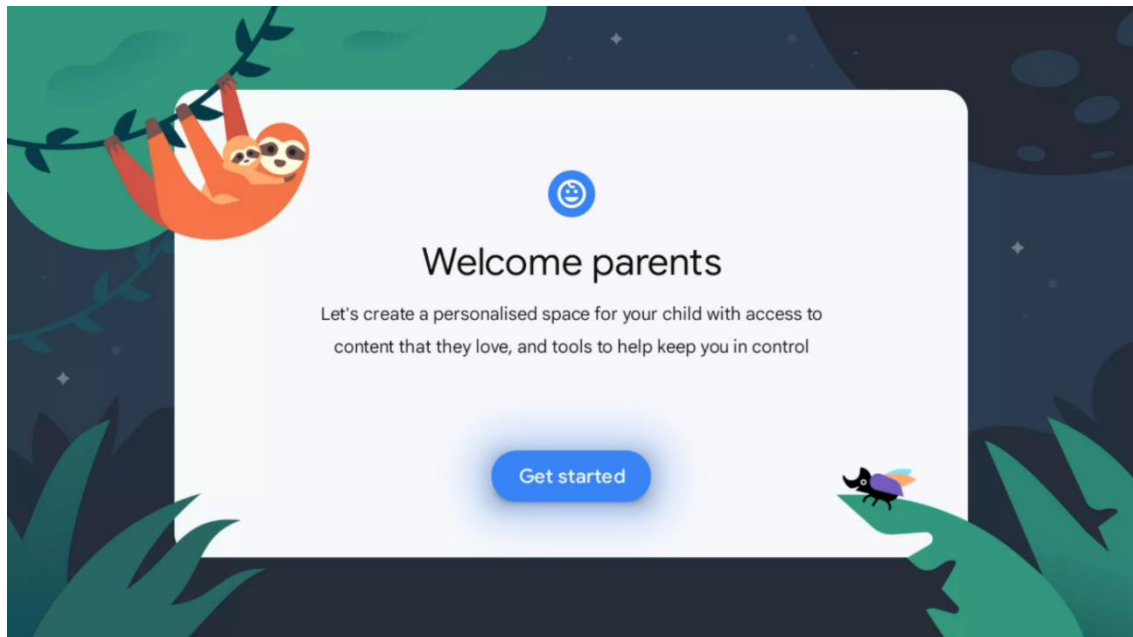 Welcome parents
Let's create a personalised space for your child with access to
content that they love, and tools to help keep you in control
Get started